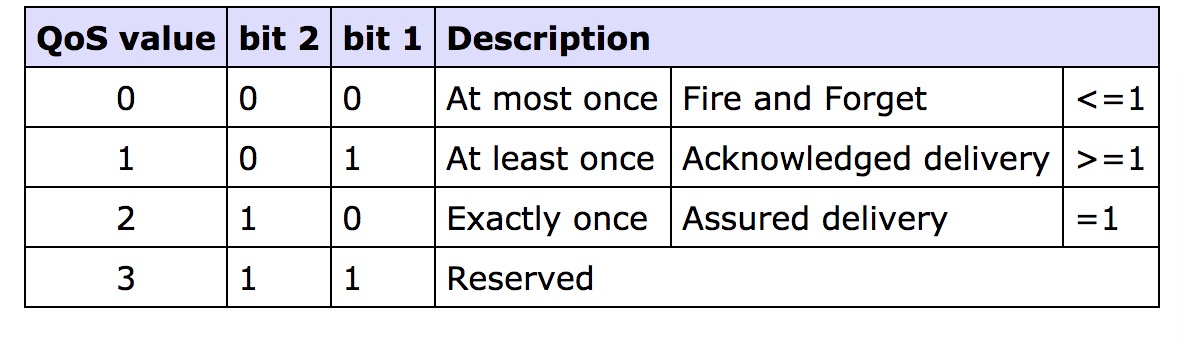 QoS value bit 2 bit 1 Description
0 0 0 At most once Fire and Forget <=1
1 0 1 At least once Acknowledged delivery >=1
2 1 0 Exactly once Assured delivery =1
3 1 1 Reserved